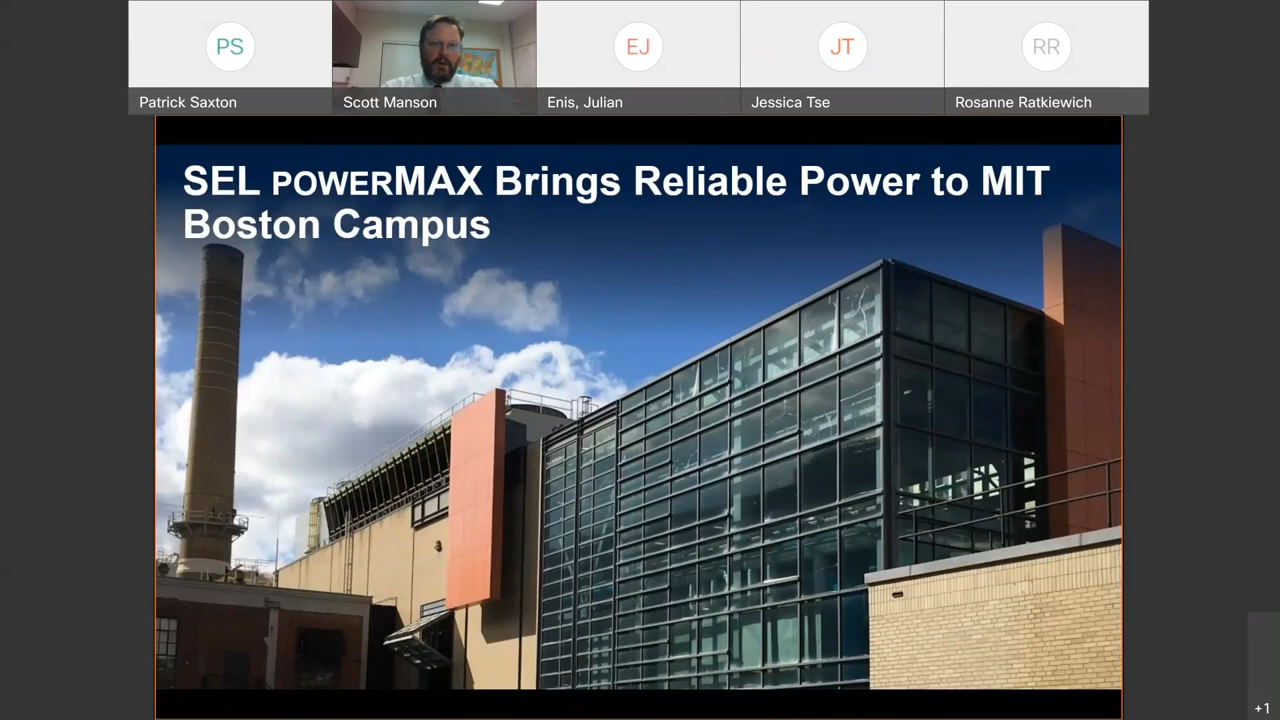 PS
EJ
JT
RR
Patrick Saxton
Scott Manson
Enis, Julian
Jessica Tse
Rosanne Ratkiewich
SEL POWERMAX Brings Reliable Power to MIT
Boston Campus
+1